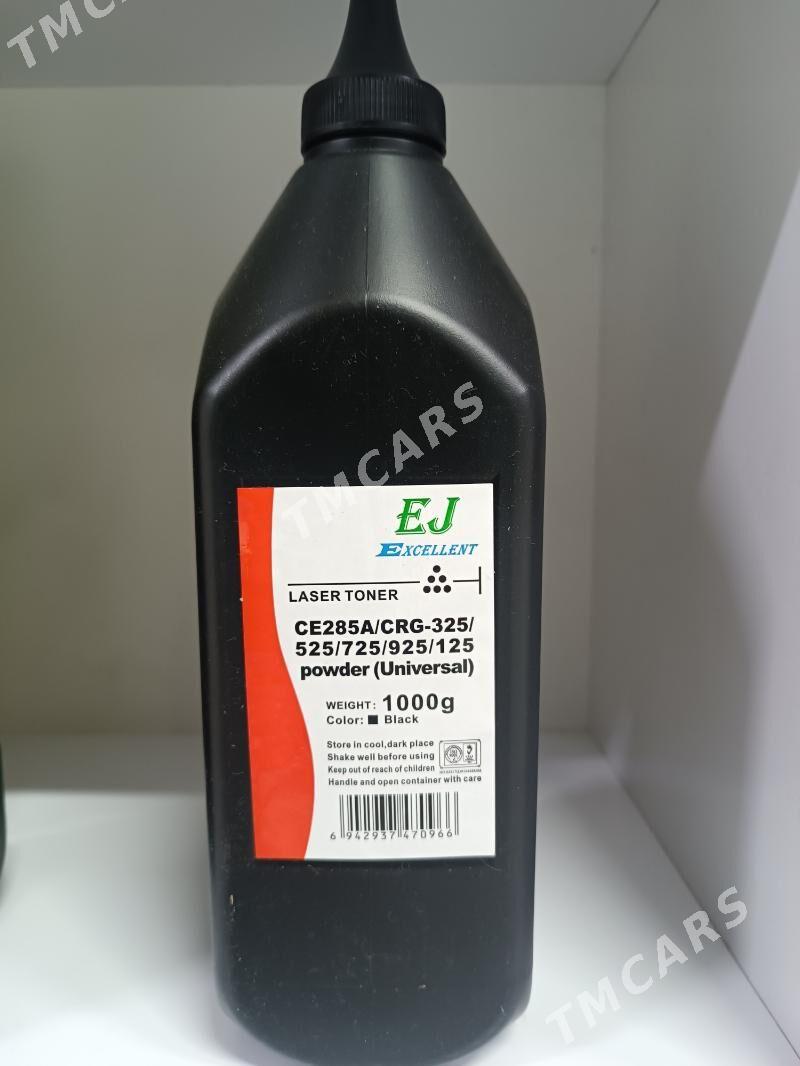 TMCARS
EJ
EXCELLENT
LASER TONER
CE285A/CRG-325/
525/725/925/125
powder (Universal)
WEIGHT: 1000g
Color: ■ Black
Store in cool,dark place
Shake well before using
Keep out of reach of children
Handle and open container with care
6 942937 470966
TMCARS
TMCARS